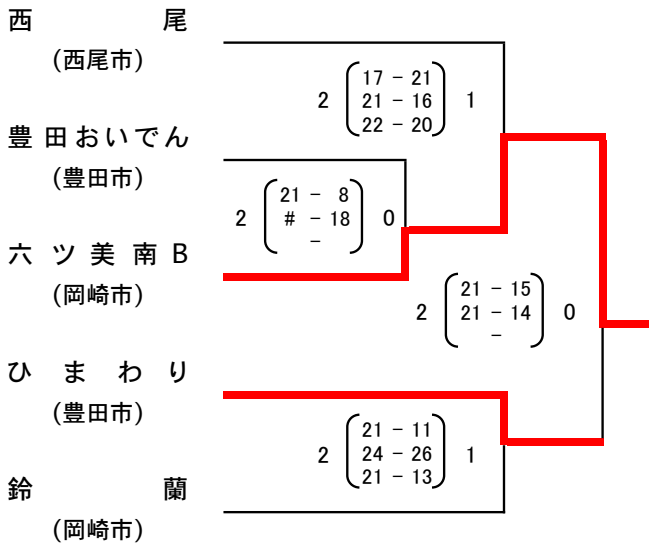 西尾
(西尾市)
2 17 - 21 1
21 - 16
22 - 20
豊田おいでん
(豊田市)
2 21 - 8 0
# - 18
-
六ツ美南B
(岡崎市)
2 21 - 15 0
21 - 14
-
ひまわり
(豊田市)
2 21 - 11 1
24 - 26
21 - 13
鈴蘭
(岡崎市)